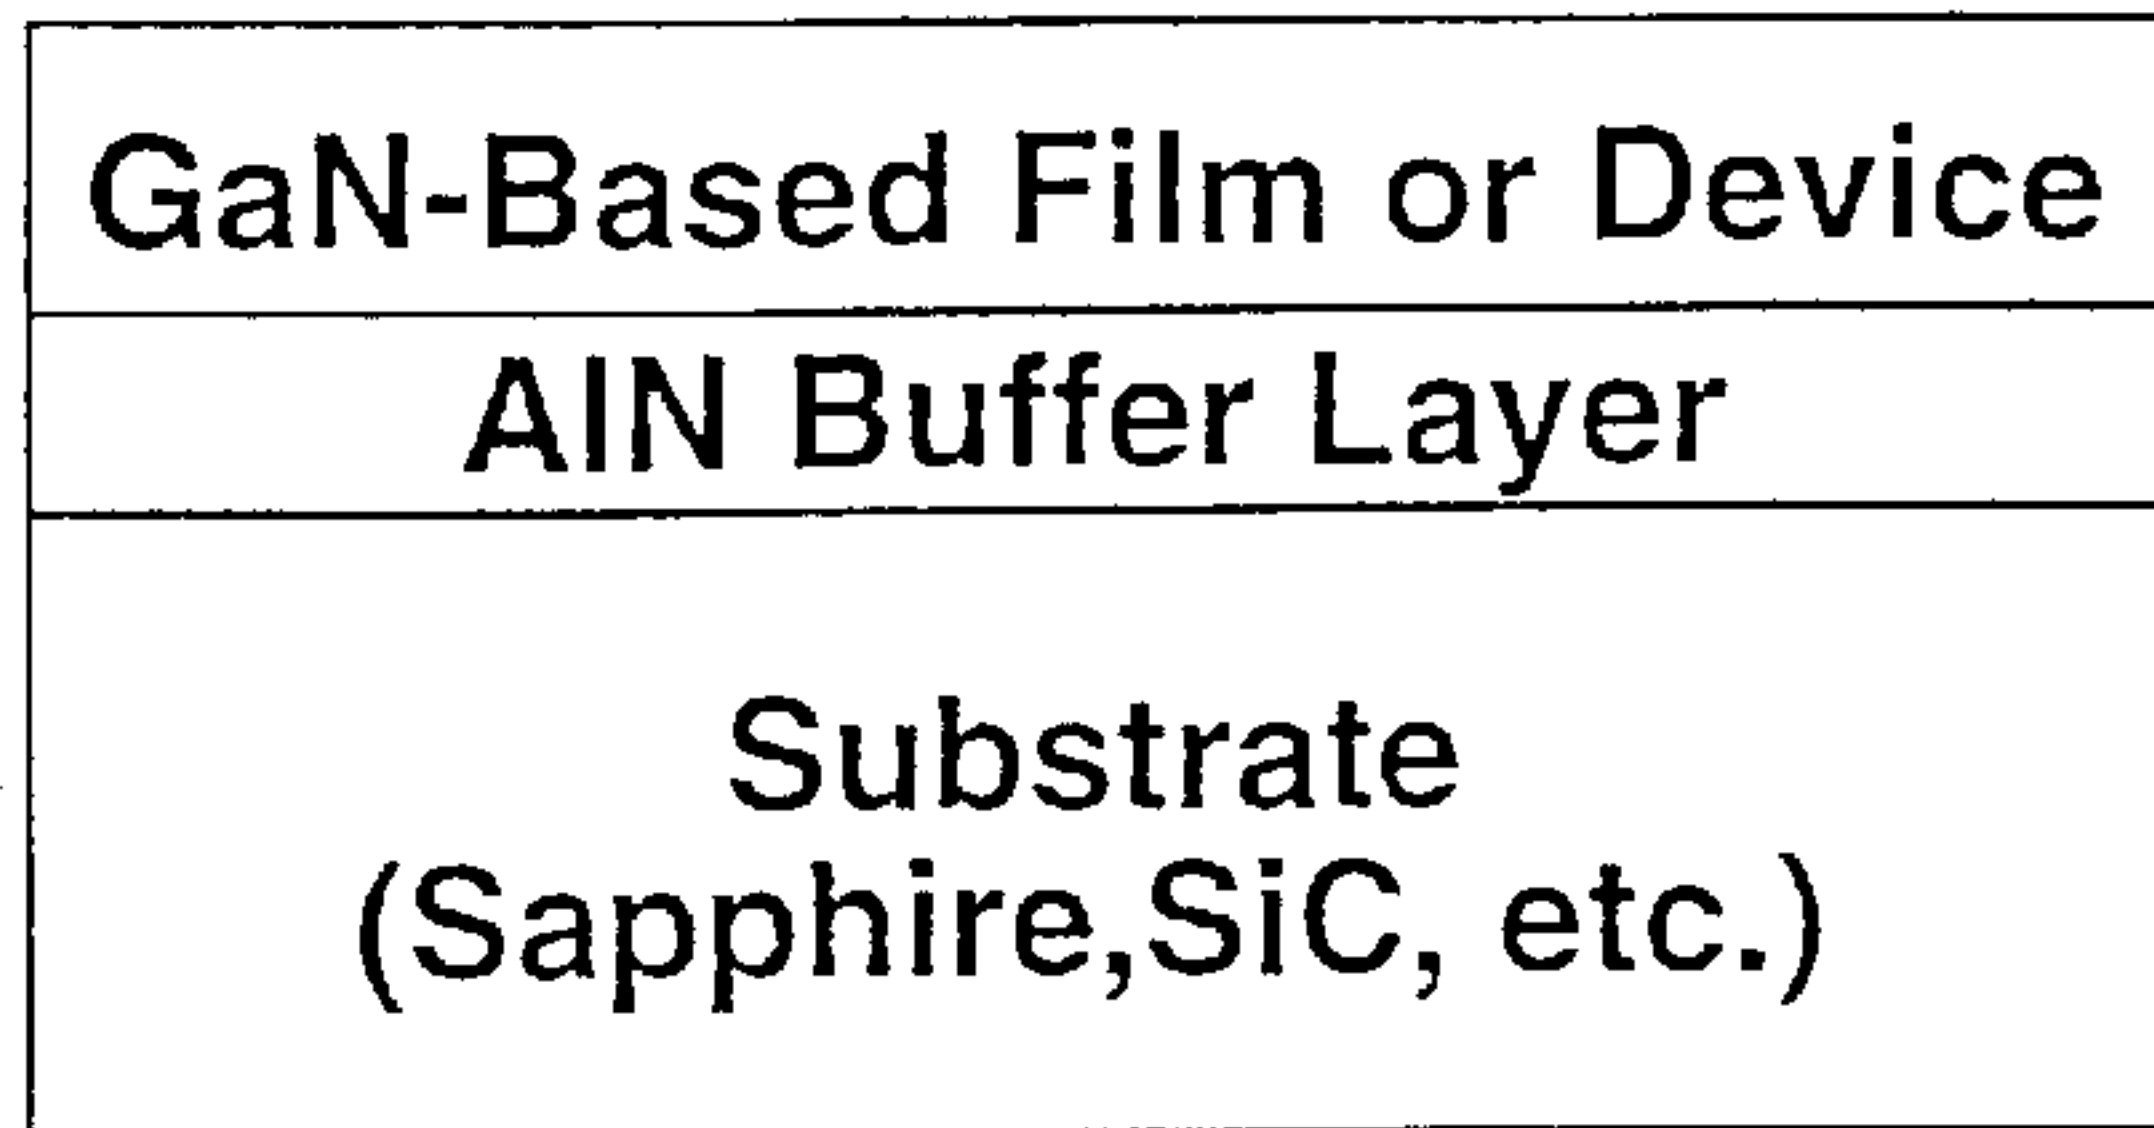 GaN-Based Film or Device
AlN Buffer Layer
Substrate
(Sapphire,SiC, etc.)